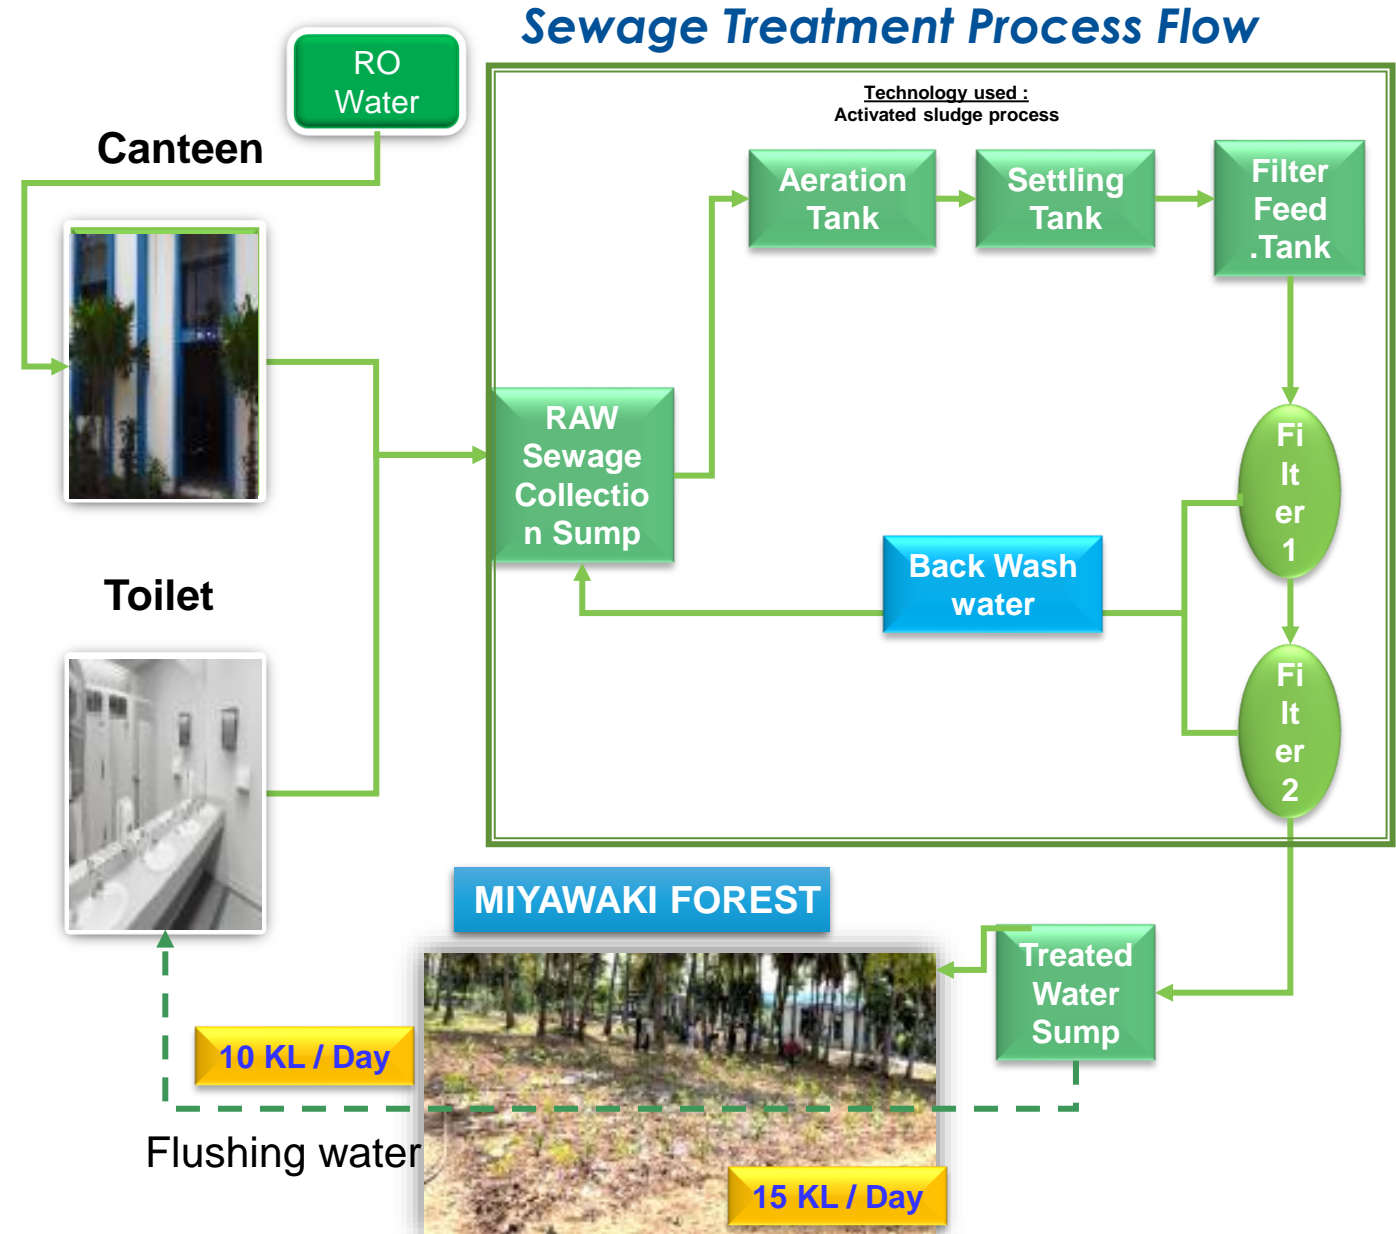 Sewage Treatment Process Flow
RO
Water
Technology used :
Activated sludge process
Canteen
Aeration
Tank
Settling
Tank
Filter
Feed
.Tank
RAW
Sewage
Collectio
n Sump
Fi
lt
er
1
Back Wash
water
Toilet
Fi
lt
er
2
MIYAWAKI FOREST
Treated
Water
Sump
10 KL / Day
Flushing water
15 KL / Day